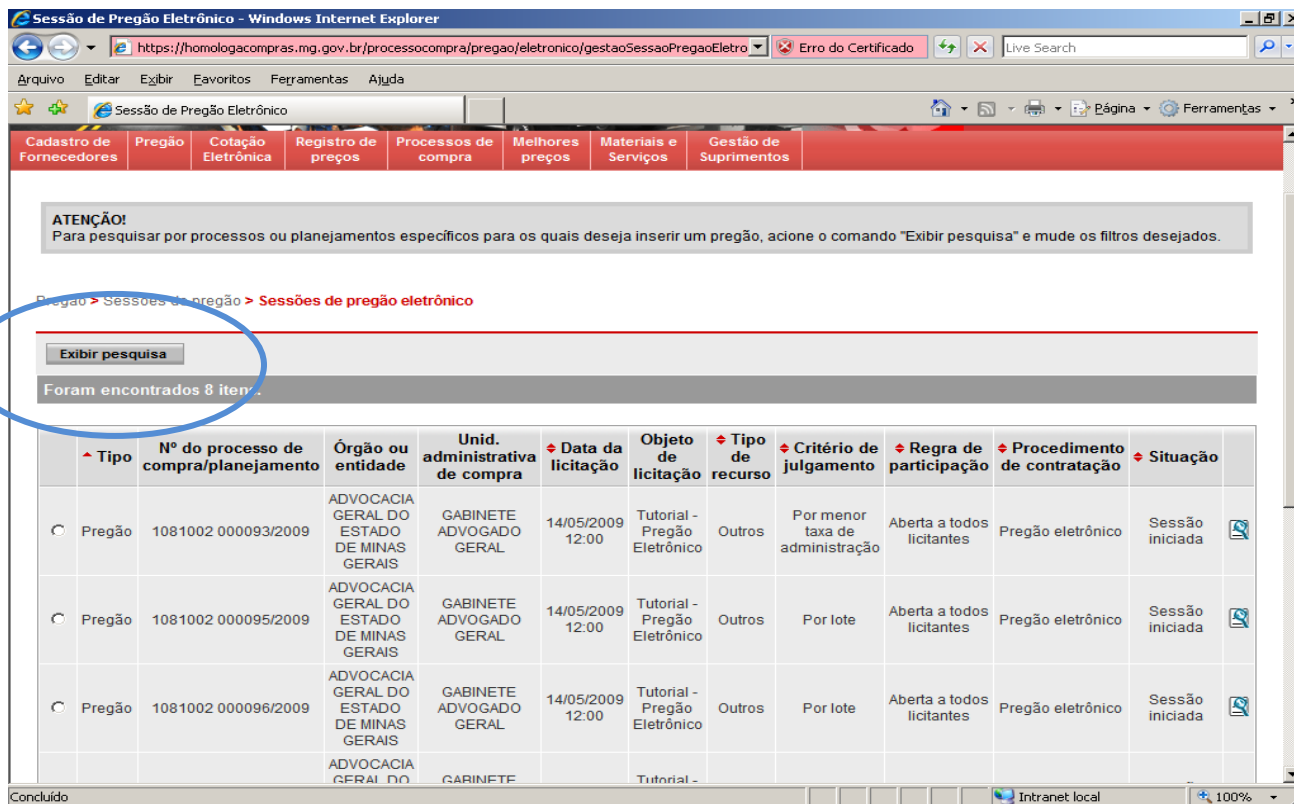 Sessão de Pregão Eletrônico - Windows Internet Explorer
https://homologacompras.mg.gov.br/processocompra/pregao/eletronico/gestaoSessaoPregaoEletro
Erro do Certificado
Live Search
Arquivo Editar Exibir Favoritos Ferramentas Ajuda
Sessão de Pregão Eletrônico
Página
Ferramentas
Cadastro de Fornecedores
Pregão
Cotação Eletrônica
Registro de preços
Processos de compra
Melhores preços
Materiais e Serviços
Gestão de Suprimentos
ATENÇÃO!
Para pesquisar por processos ou planejamentos específicos para os quais deseja inserir um pregão, acione o comando "Exibir pesquisa" e mude os filtros desejados.
Pregão > Sessões de pregão > Sessões de pregão eletrônico
Exibir pesquisa
Foram encontrados 8 itens.
Tipo
Nº do processo de compra/planejamento
Órgão ou entidade
Unid. administrativa de compra
Data da licitação
Objeto de licitação
Tipo de recurso
Critério de julgamento
Regra de participação
Procedimento de contratação
Situação
Pregão
1081002 000093/2009
ADVOCACIA GERAL DO ESTADO DE MINAS GERAIS
GABINETE ADVOGADO GERAL
14/05/2009 12:00
Tutorial - Pregão Eletrônico
Outros
Por menor taxa de administração
Aberta a todos licitantes
Pregão eletrônico
Sessão iniciada
Pregão
1081002 000095/2009
ADVOCACIA GERAL DO ESTADO DE MINAS GERAIS
GABINETE ADVOGADO GERAL
14/05/2009 12:00
Tutorial - Pregão Eletrônico
Outros
Por lote
Aberta a todos licitantes
Pregão eletrônico
Sessão iniciada
Pregão
1081002 000096/2009
ADVOCACIA GERAL DO ESTADO DE MINAS GERAIS
GABINETE ADVOGADO GERAL
14/05/2009 12:00
Tutorial - Pregão Eletrônico
Outros
Por lote
Aberta a todos licitantes
Pregão eletrônico
Sessão iniciada
ADVOCACIA
GERAL DO
GABINETE
Tutorial -
Concluído
Intranet local
100%